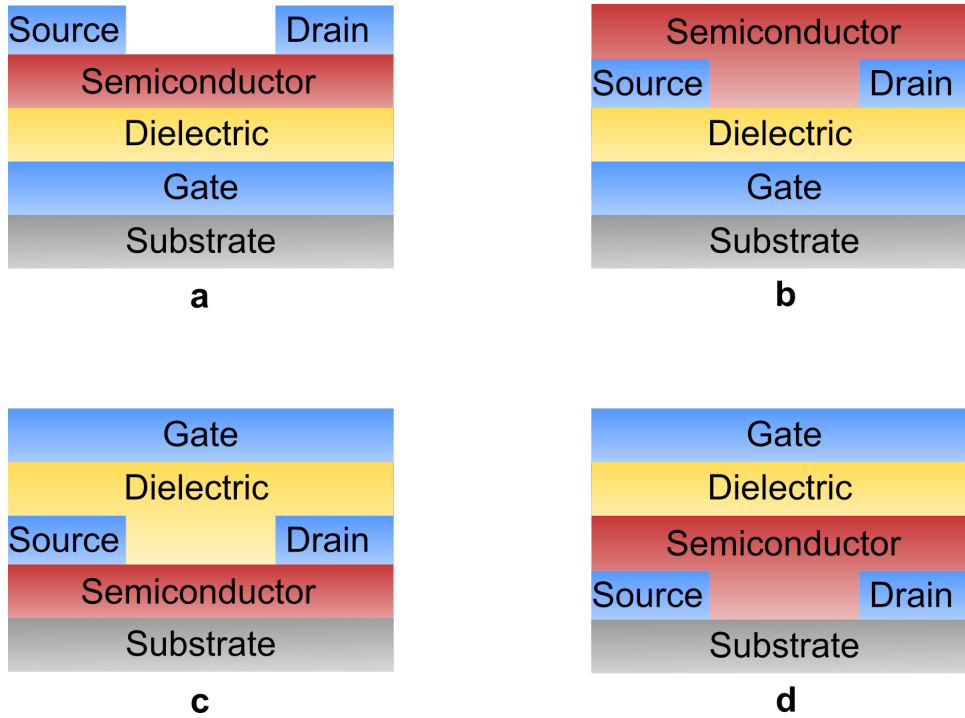 Source Drain
Semiconductor
Dielectric
Gate
Substrate
a
Semiconductor
Source Drain
Dielectric
Gate
Substrate
b
Gate
Dielectric
Source Drain
Semiconductor
Substrate
c
Gate
Dielectric
Semiconductor
Source Drain
Substrate
d